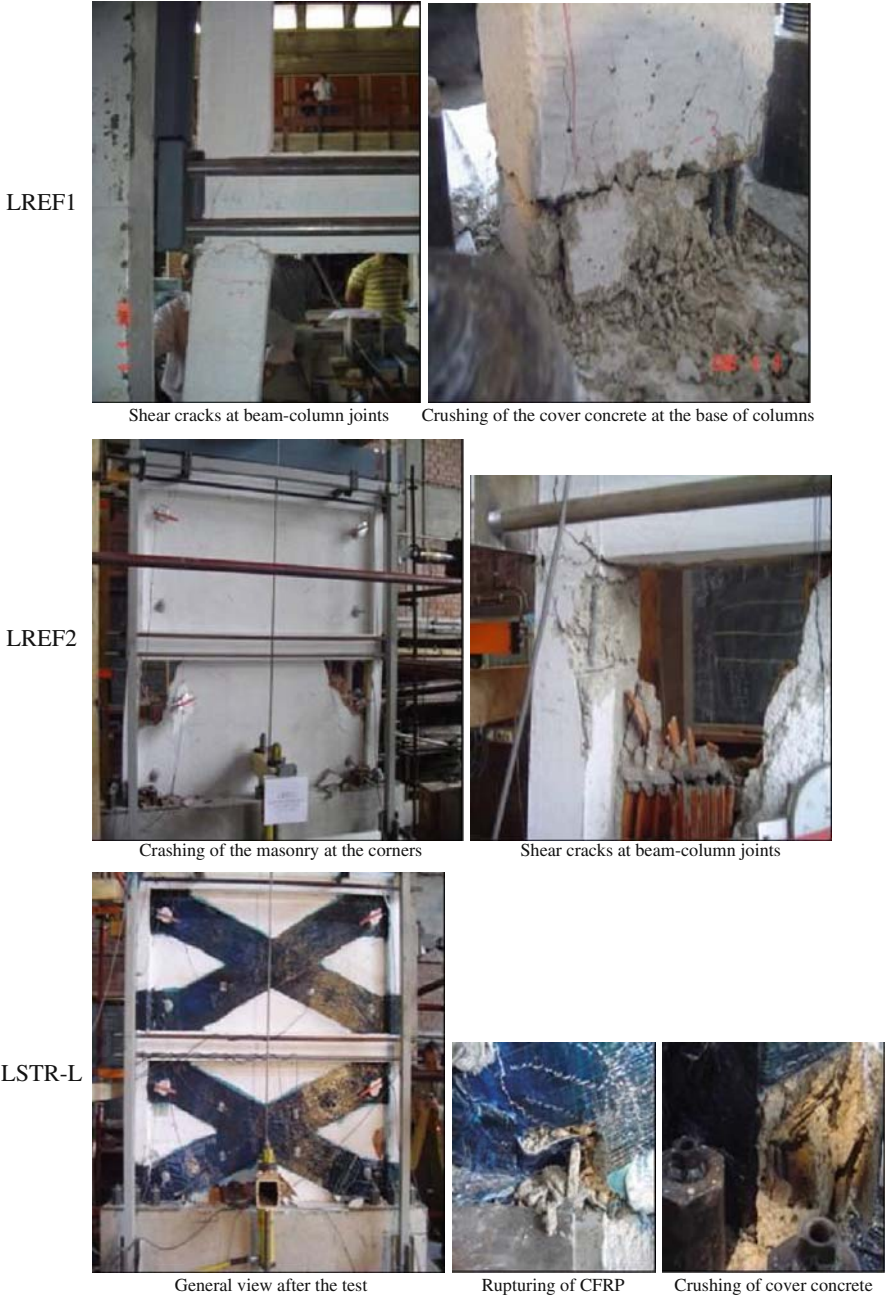 LREF1
Shear cracks at beam-column joints
Crushing of the cover concrete at the base of columns
LREF2
Crashing of the masonry at the corners
Shear cracks at beam-column joints
LSTR-L
General view after the test
Rupturing of CFRP
Crushing of cover concrete